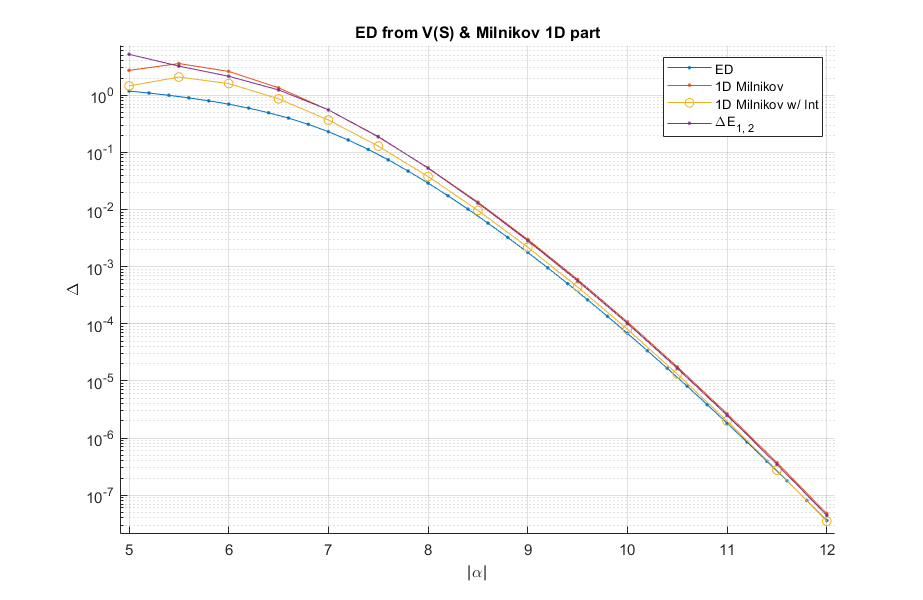 ED from V(S) & Milnikov 1D part
ED
1D Milnikov
1D Milnikov w/ Int
ΔE1, 2
10^0
10^-1
10^-2
10^-3
10^-4
10^-5
10^-6
10^-7
Δ
5 6 7 8 9 10 11 12
|α|